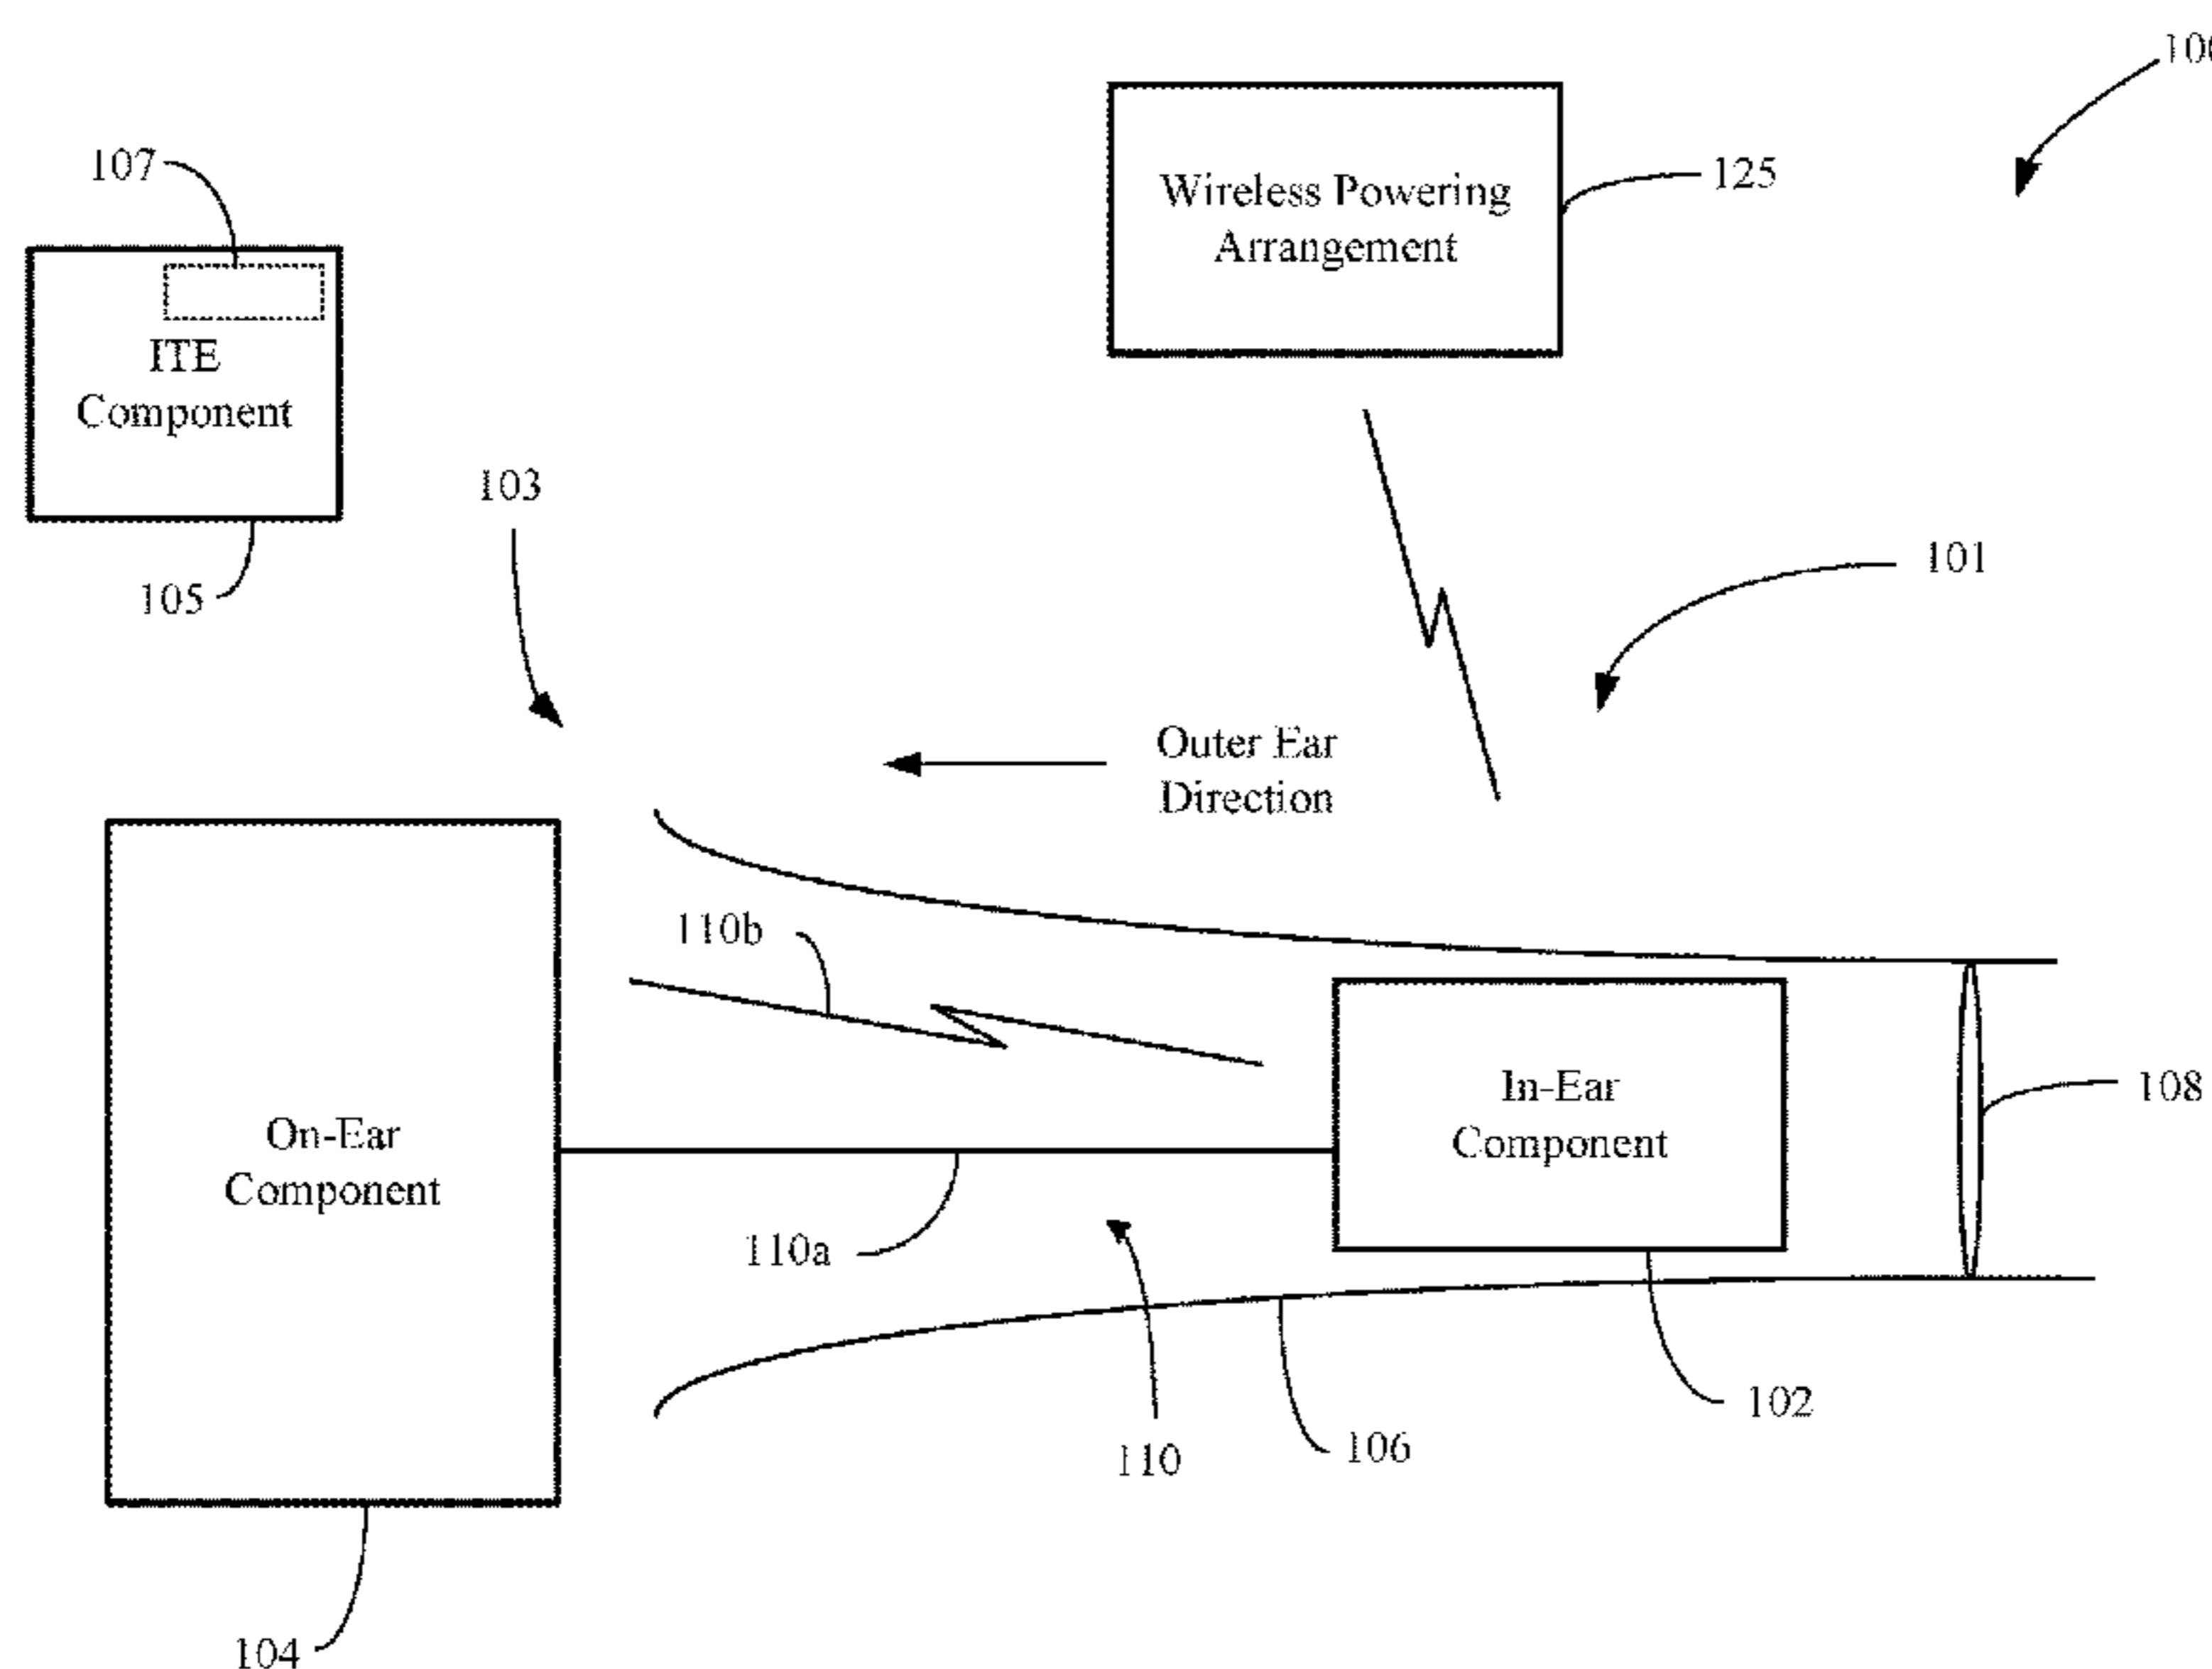 107
Wireless Powering
Arrangement
125
ITE
Component
103
105
101
Outer Ear
Direction
110b
In-Ear
Component
108
On-Ear
Component
110a
102
106
110
104